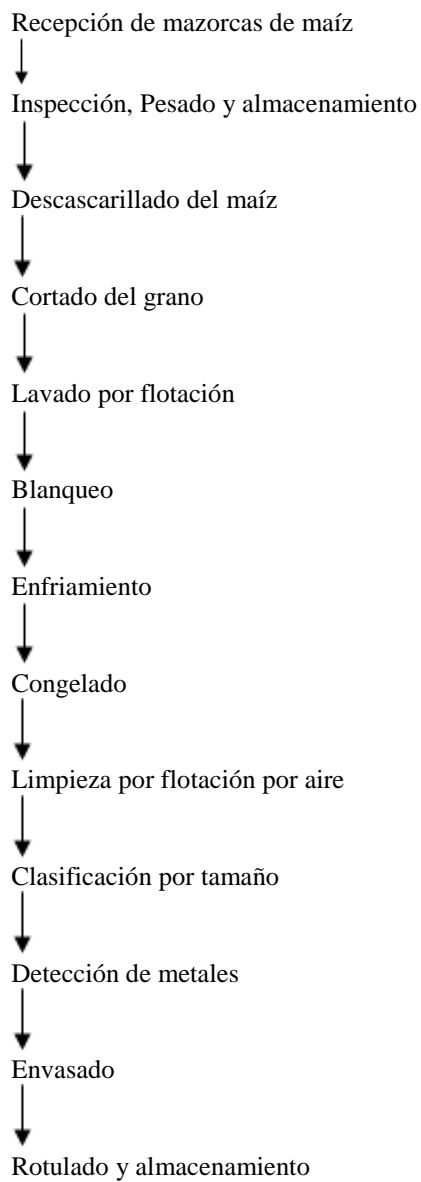 Recepción de mazorcas de maíz
Inspección, Pesado y almacenamiento
Descascarillado del maíz
Cortado del grano
Lavado por flotación
Blanqueo
Enfriamiento
Congelado
Limpieza por flotación por aire
Clasificación por tamaño
Detección de metales
Envasado
Rotulado y almacenamiento